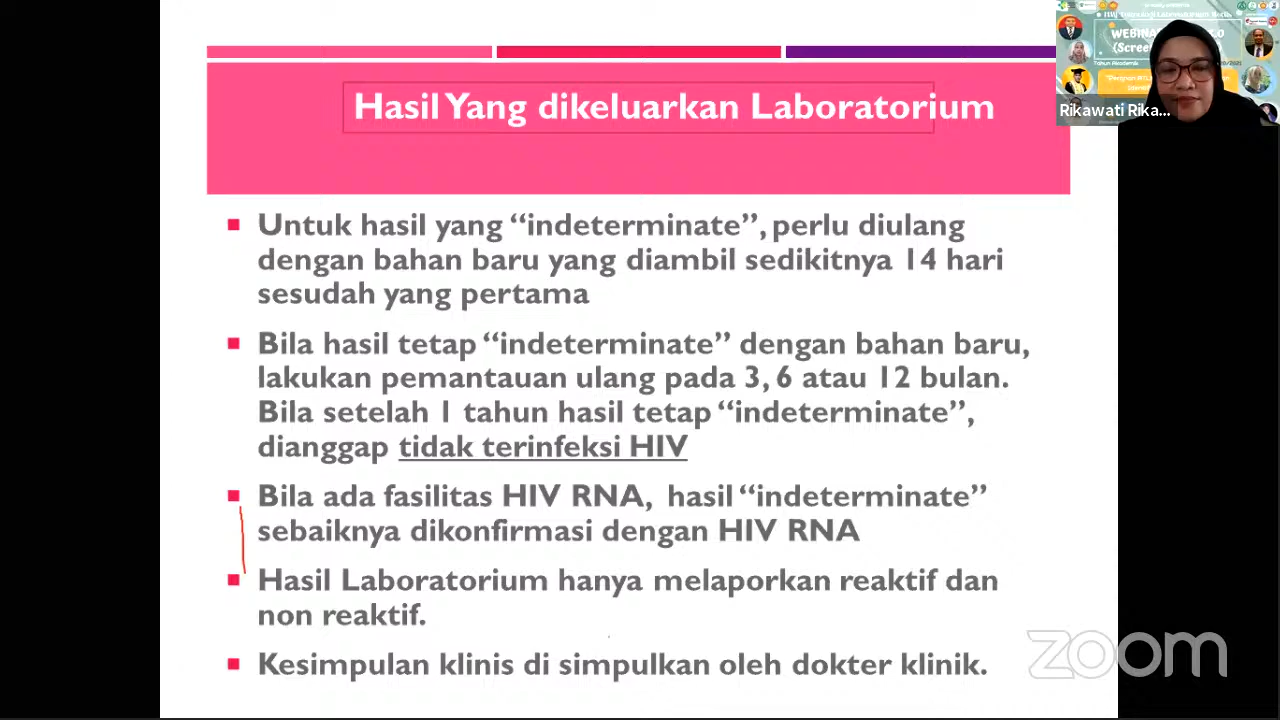 Hasil Yang dikeluarkan Laboratorium
Untuk hasil yang “indeterminate”, perlu diulang
dengan bahan baru yang diambil sedikitnya 14 hari
sesudah yang pertama
Bila hasil tetap “indeterminate” dengan bahan baru,
lakukan pemantauan ulang pada 3, 6 atau 12 bulan.
Bila setelah 1 tahun hasil tetap “indeterminate”,
dianggap tidak terinfeksi HIV
Bila ada fasilitas HIV RNA, hasil “indeterminate”
sebaiknya dikonfirmasi dengan HIV RNA
Hasil Laboratorium hanya melaporkan reaktif dan
non reaktif.
Kesimpulan klinis di simpulkan oleh dokter klinik.
WEBINAR
(Scree
Tahun Akademik
Rikawati Rika...
zoom